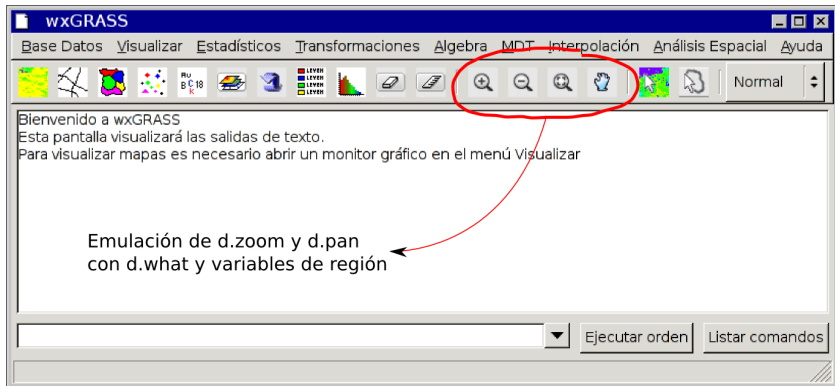 wxGRASS
Base Datos Visualizar Estadísticos Transformaciones Algebra MDT Interpolación Análisis Espacial Ayuda
Normal
Bienvenido a wxGRASS
Esta pantalla visualizará las salidas de texto.
Para visualizar mapas es necesario abrir un monitor gráfico en el menú Visualizar
Emulación de d.zoom y d.pan
con d.what y variables de región
Ejecutar orden Listar comandos